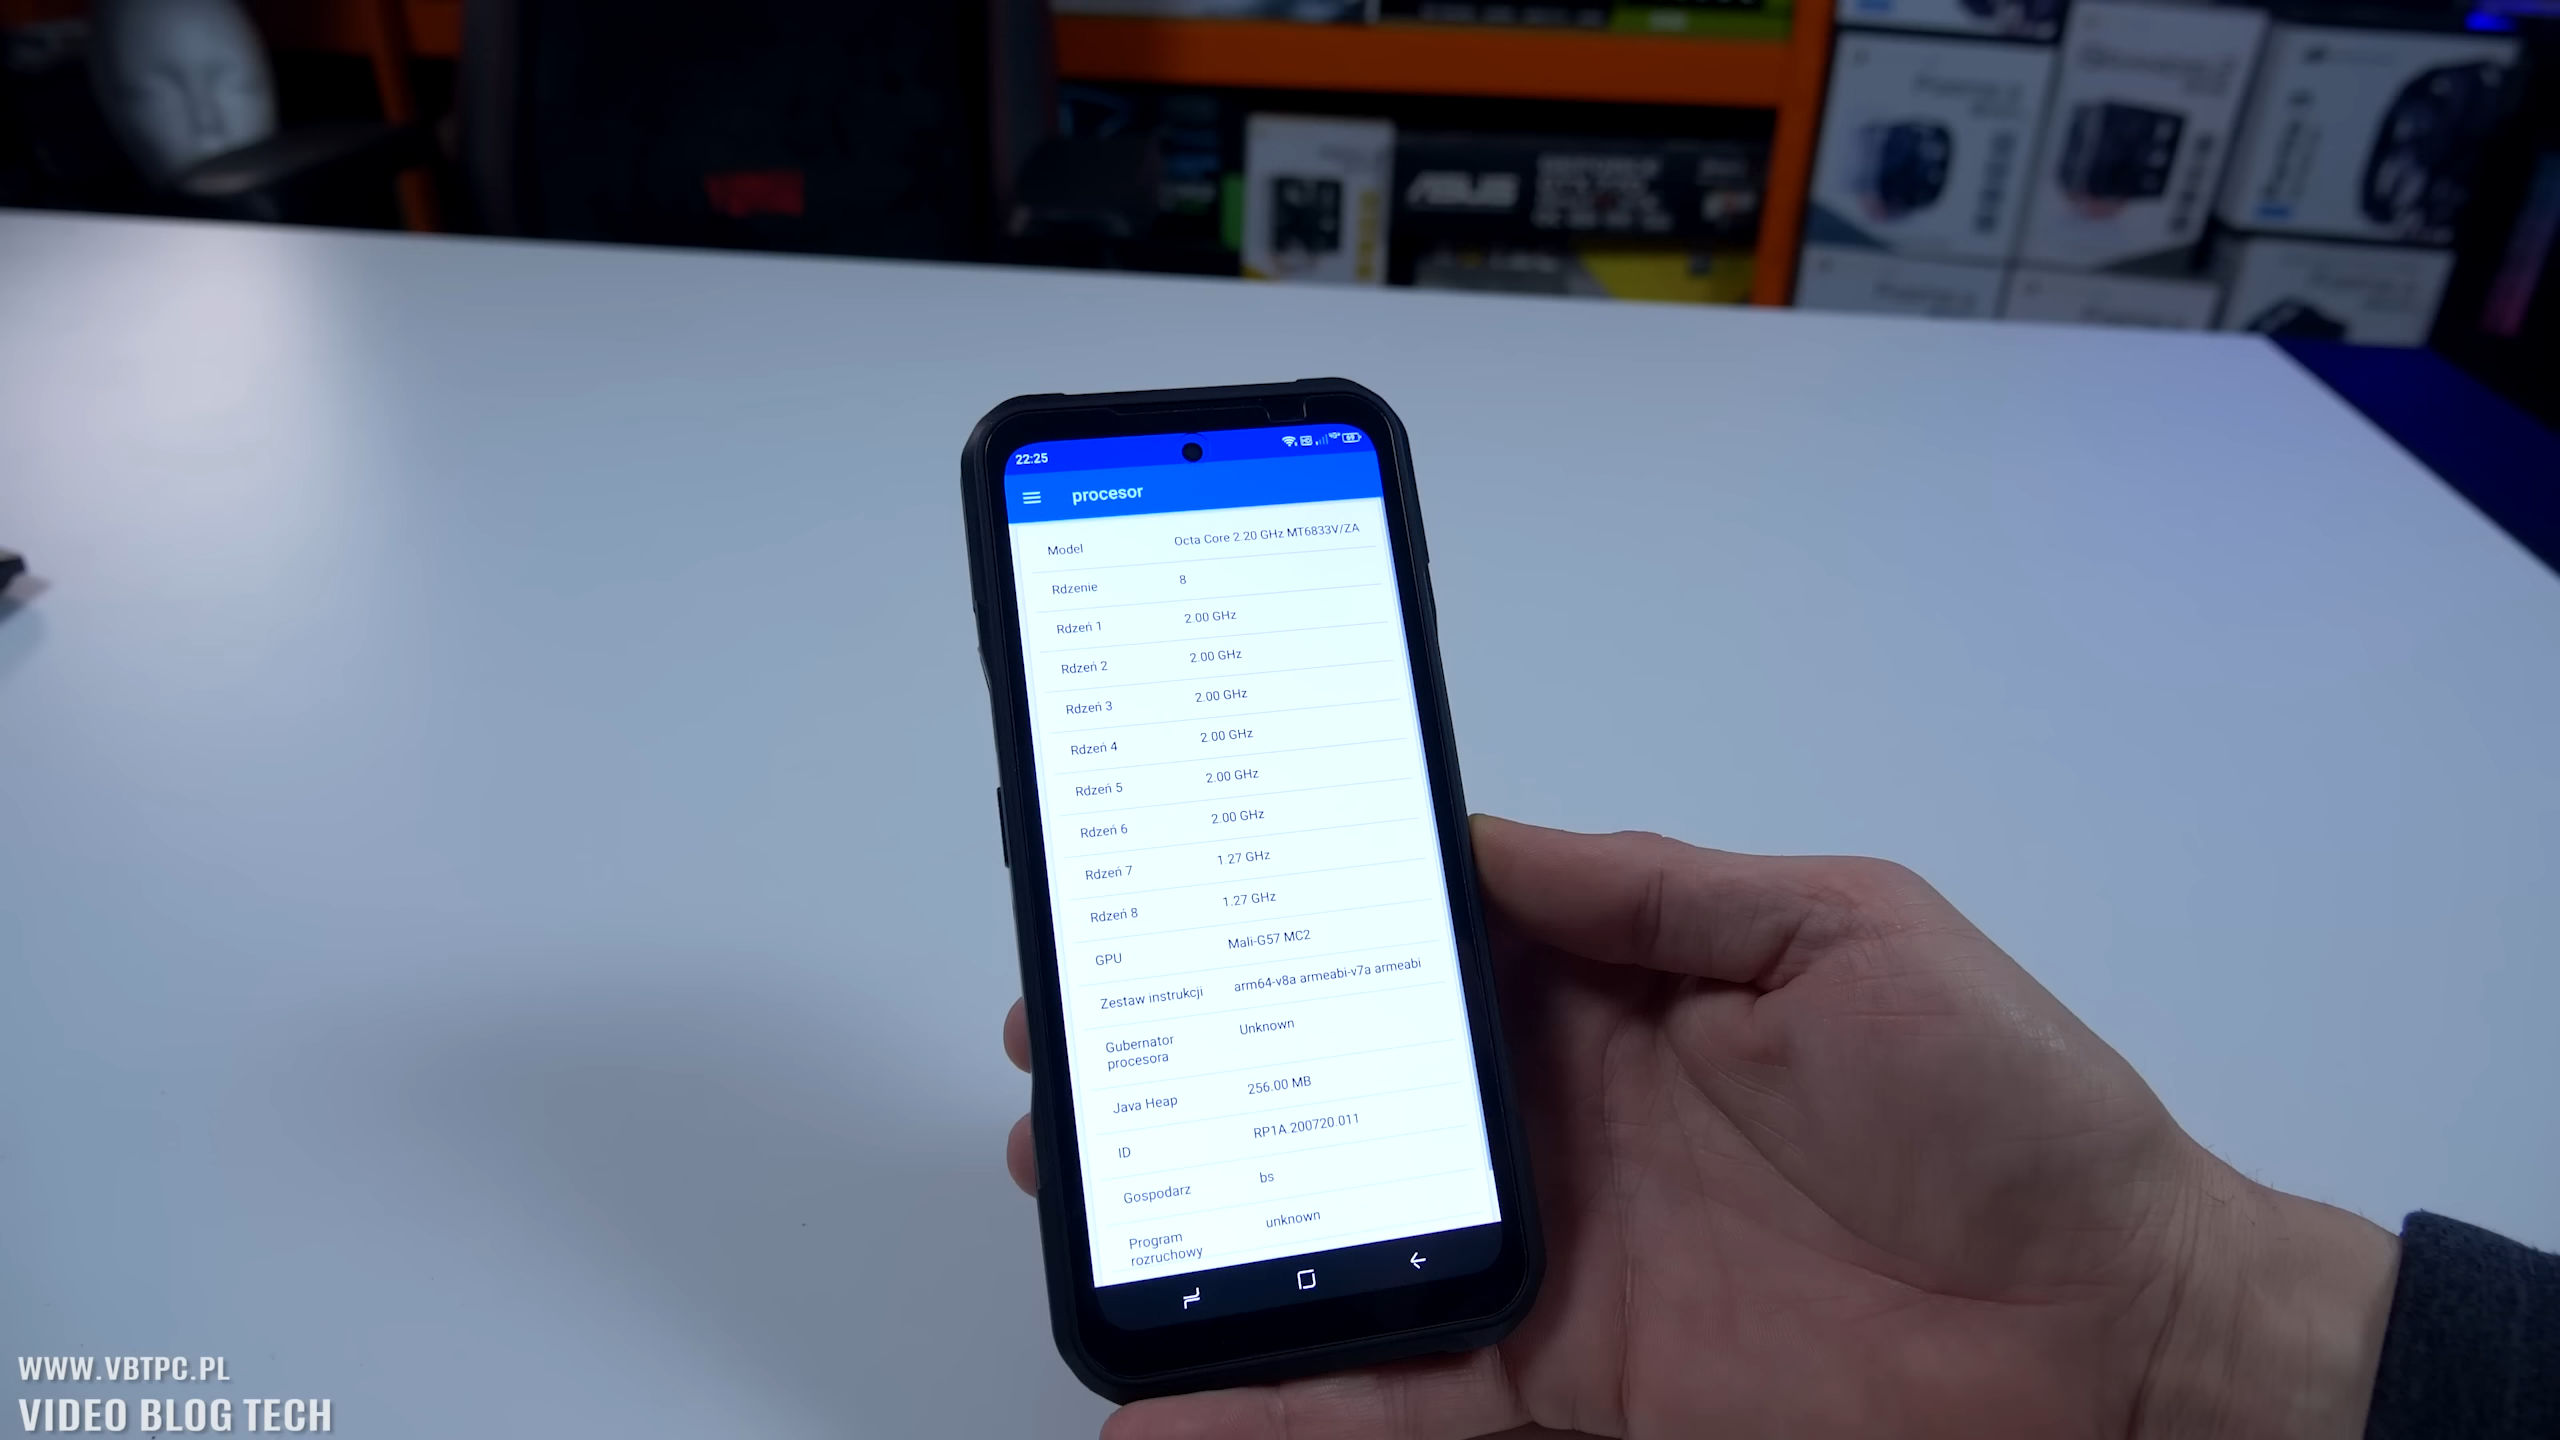 ASUS
22:25
procesor
Model Octa Core 2.20 GHz MT6833V/ZA
Rdzenie 8
Rdzeń 1 2.00 GHz
Rdzeń 2 2.00 GHz
Rdzeń 3 2.00 GHz
Rdzeń 4 2.00 GHz
Rdzeń 5 2.00 GHz
Rdzeń 6 2.00 GHz
Rdzeń 7 1.27 GHz
Rdzeń 8 1.27 GHz
GPU Mali-G57 MC2
Zestaw instrukcji arm64-v8a armeabi-v7a armeabi
Gubernator procesora Unknown
Java Heap 256.00 MB
ID RP1A.200720.011
Gospodarz bs
Program rozruchowy unknown
WWW.VBTPC.PL
VIDEO BLOG TECH